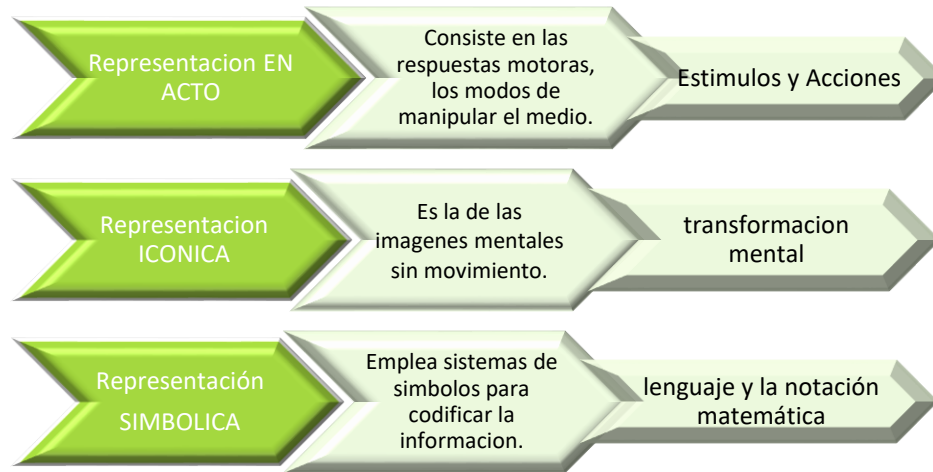 Representacion EN
ACTO
Consiste en las
respuestas motoras,
los modos de
manipular el medio.
Estimulos y Acciones
Representacion
ICONICA
Es la de las
imagenes mentales
sin movimiento.
transformacion
mental
Representación
SIMBOLICA
Emplea sistemas de
simbolos para
codificar la
informacion.
lenguaje y la notación
matemática